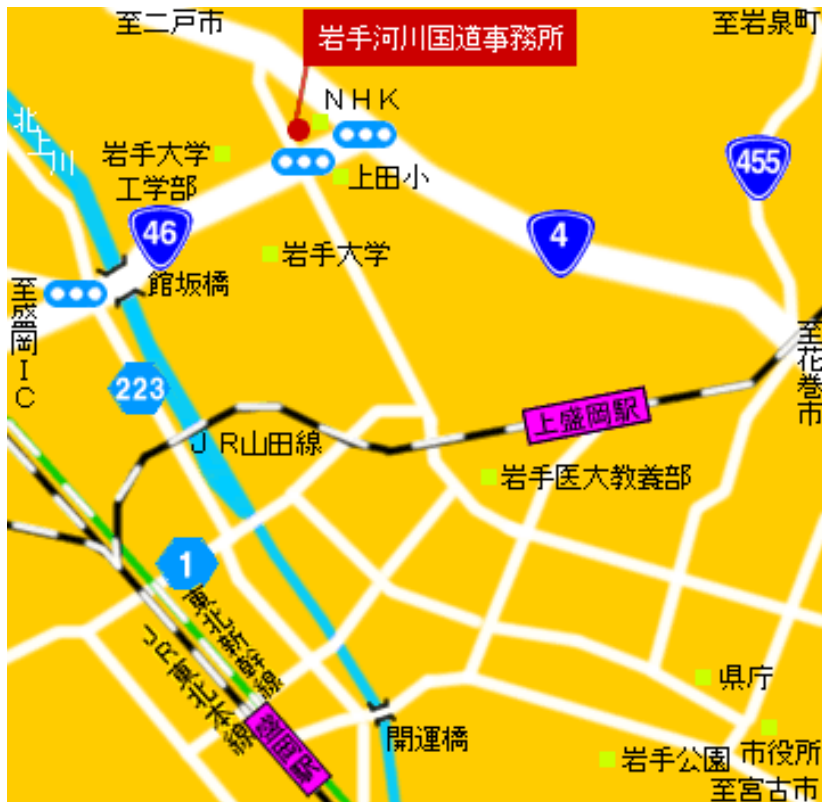 至二戸市
岩手河川国道事務所
至岩泉町
NHK
北上川
岩手大学
工学部
上田小
455
46
4
岩手大学
館坂橋
至盛岡IC
至花巻市
223
上盛岡駅
JR山田線
岩手医大教養部
1
東北新幹線
JR東北本線
盛岡駅
開運橋
県庁
市役所
岩手公園
至宮古市